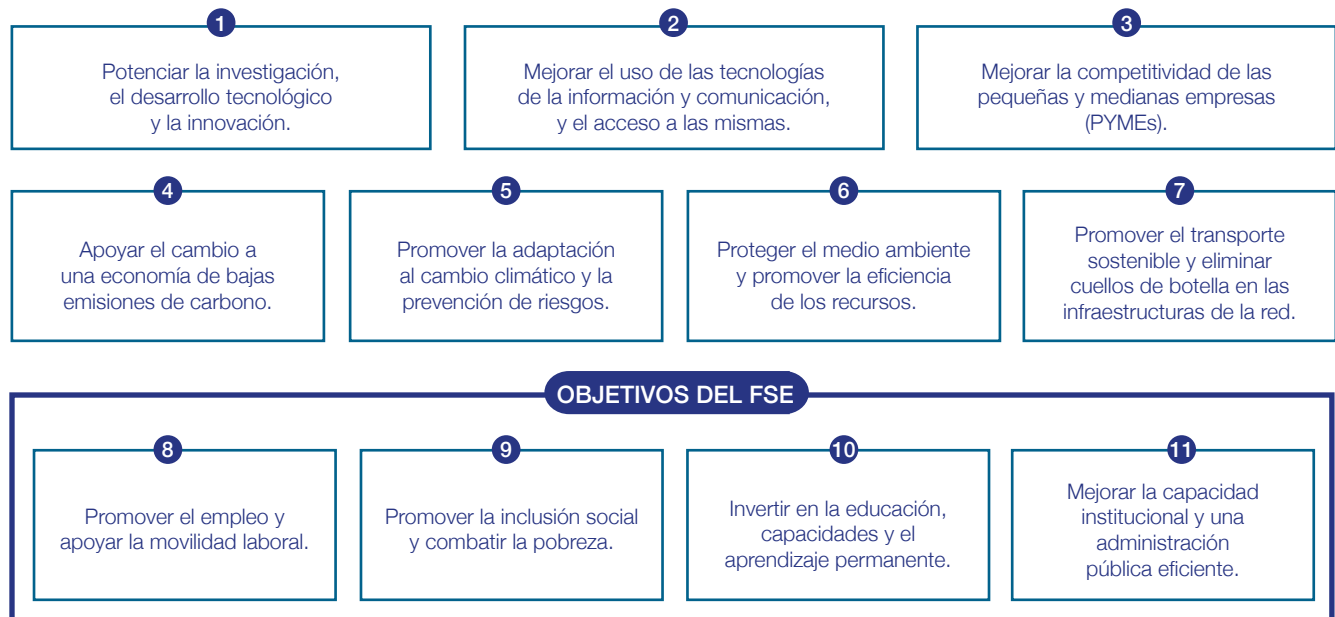 1
Potenciar la investigación,
el desarrollo tecnológico
y la innovación.
2
Mejorar el uso de las tecnologías
de la información y comunicación,
y el acceso a las mismas.
3
Mejorar la competitividad de las
pequeñas y medianas empresas
(PYMEs).
4
Apoyar el cambio a
una economía de bajas
emisiones de carbono.
5
Promover la adaptación
al cambio climático y la
prevención de riesgos.
6
Proteger el medio ambiente
y promover la eficiencia
de los recursos.
7
Promover el transporte
sostenible y eliminar
cuellos de botella en las
infraestructuras de la red.
OBJETIVOS DEL FSE
8
Promover el empleo y
apoyar la movilidad laboral.
9
Promover la inclusión social
y combatir la pobreza.
10
Invertir en la educación,
capacidades y el
aprendizaje permanente.
11
Mejorar la capacidad
institucional y una
administración
pública eficiente.